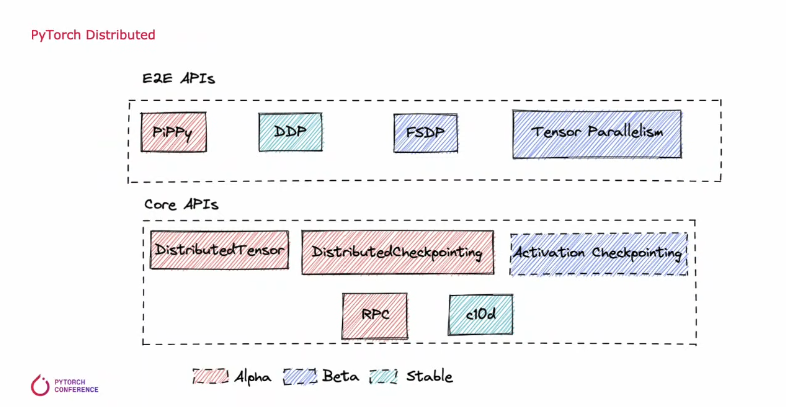 PyTorch Distributed
E2E APIs
PiPPy
DDP
FSDP
Tensor Parallelism
Core APIs
DistributedTensor
DistributedCheckpointing
Activation Checkpointing
RPC
c10d
Alpha
Beta
Stable
PYTORCH
CONFERENCE